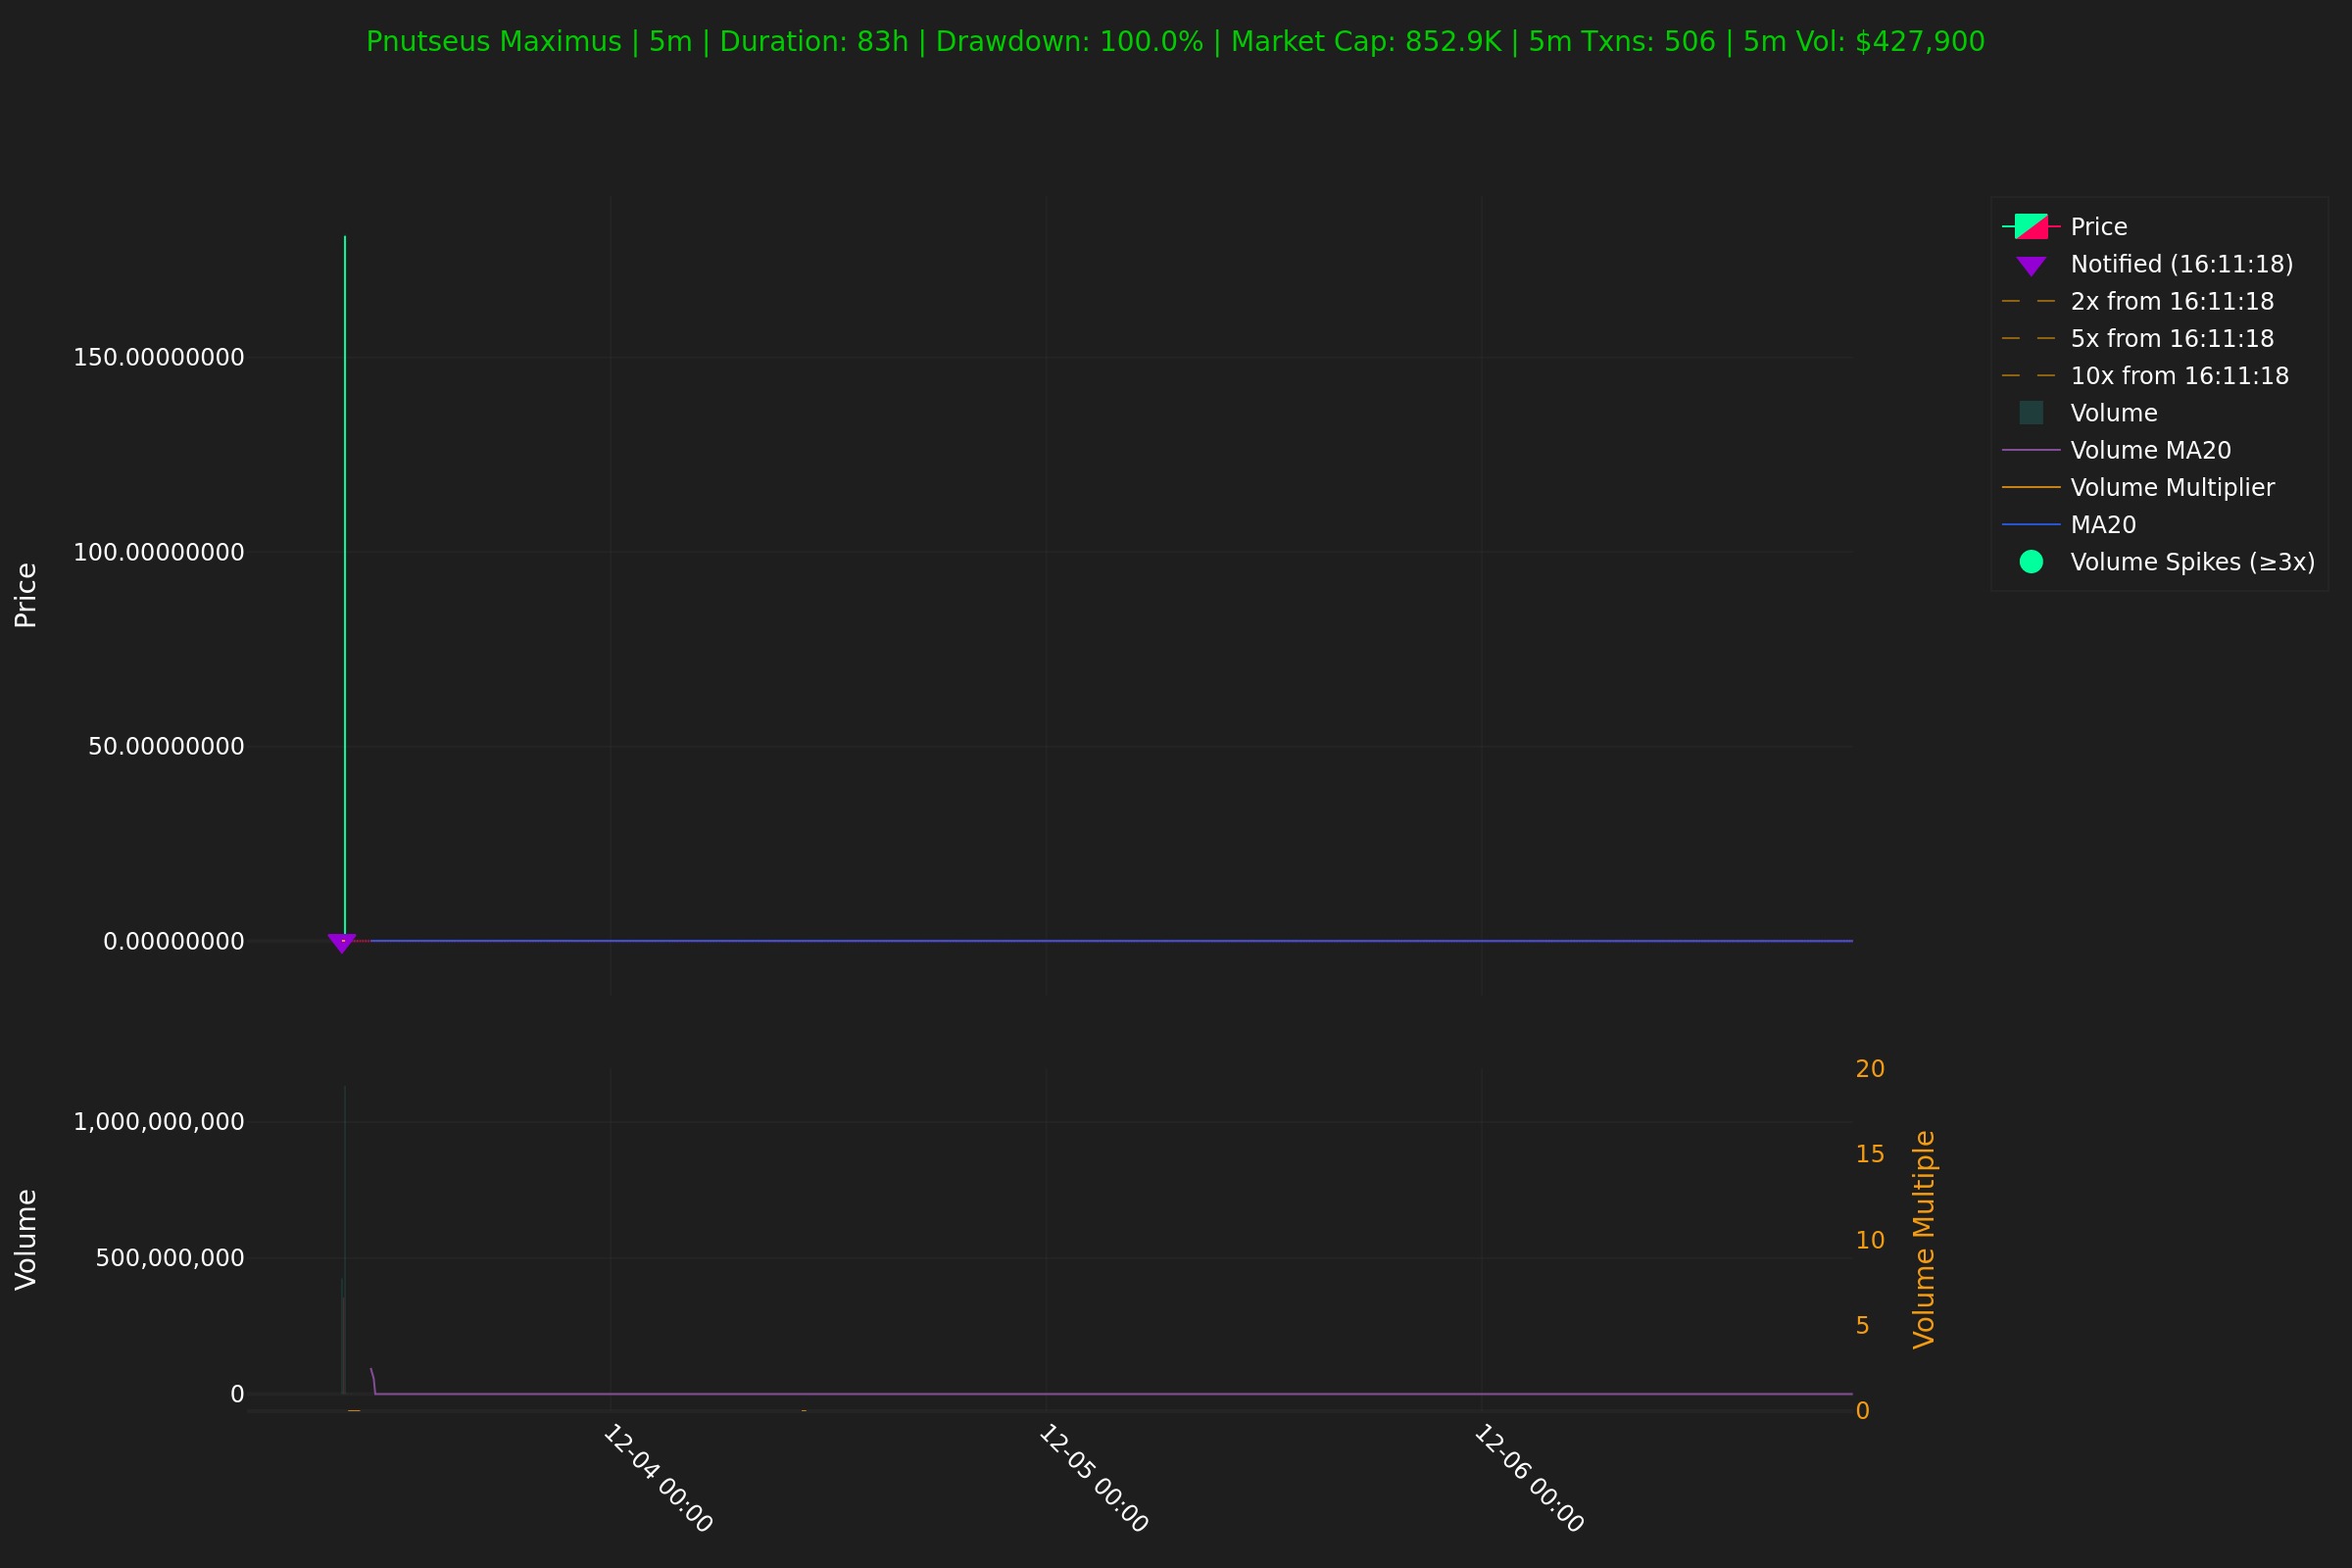 Pnutseus Maximus | 5m | Duration: 83h | Drawdown: 100.0% | Market Cap: 852.9K | 5m Txns: 506 | 5m Vol: $427,900
Price
150.00000000
100.00000000
50.00000000
0.00000000
Price
Notified (16:11:18)
2x from 16:11:18
5x from 16:11:18
10x from 16:11:18
Volume
Volume MA20
Volume Multiplier
MA20
Volume Spikes (≥3x)
Volume
1,000,000,000
500,000,000
0
20
15
10
5
0
Volume Multiple
12-04 00:00
12-05 00:00
12-06 00:00